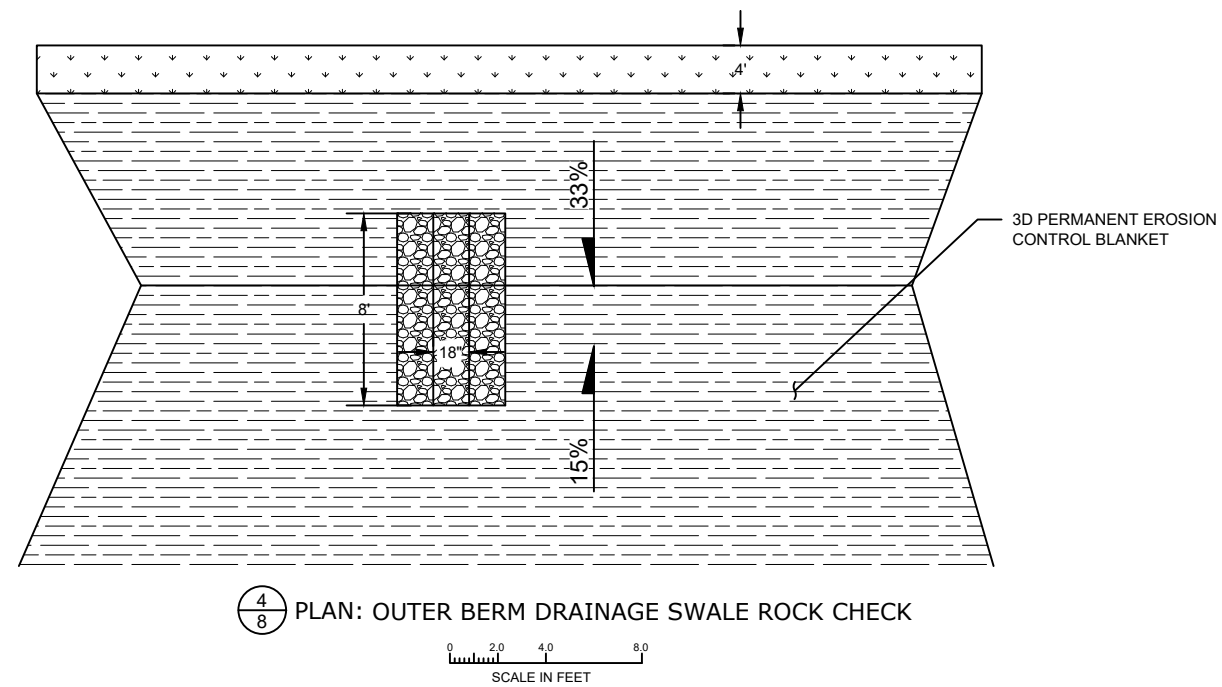 4'
33%
3D PERMANENT EROSION
CONTROL BLANKET
8'
18"
15%
4
8
PLAN: OUTER BERM DRAINAGE SWALE ROCK CHECK
0 2.0 4.0 8.0
SCALE IN FEET